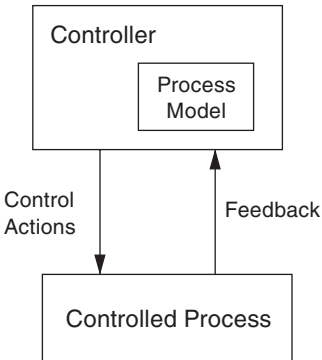 Controller
Process
Model
Control
Actions
Feedback
Controlled Process